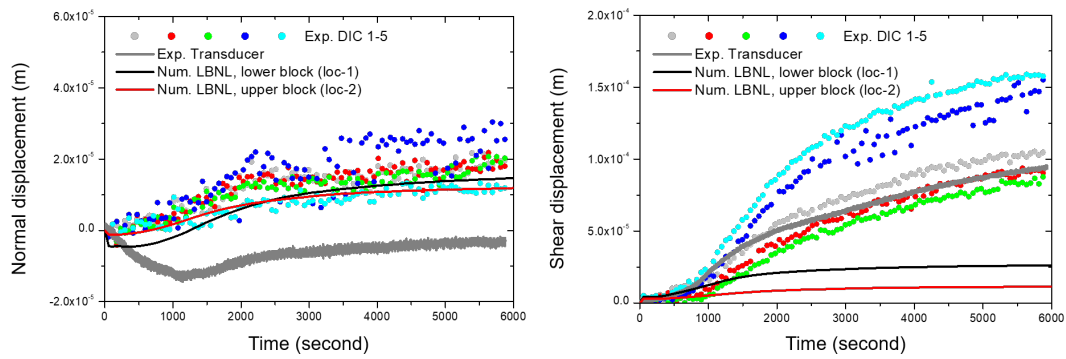 6.0x10⁻⁵
4.0x10⁻⁵
2.0x10⁻⁵
0.0
-2.0x10⁻⁵
Normal displacement (m)
Exp. DIC 1-5
Exp. Transducer
Num. LBNL, lower block (loc-1)
Num. LBNL, upper block (loc-2)
0 1000 2000 3000 4000 5000 6000
Time (second)
2.0x10⁻⁴
1.5x10⁻⁴
1.0x10⁻⁴
5.0x10⁻⁵
0.0
Shear displacement (m)
Exp. DIC 1-5
Exp. Transducer
Num. LBNL, lower block (loc-1)
Num. LBNL, upper block (loc-2)
0 1000 2000 3000 4000 5000 6000
Time (second)